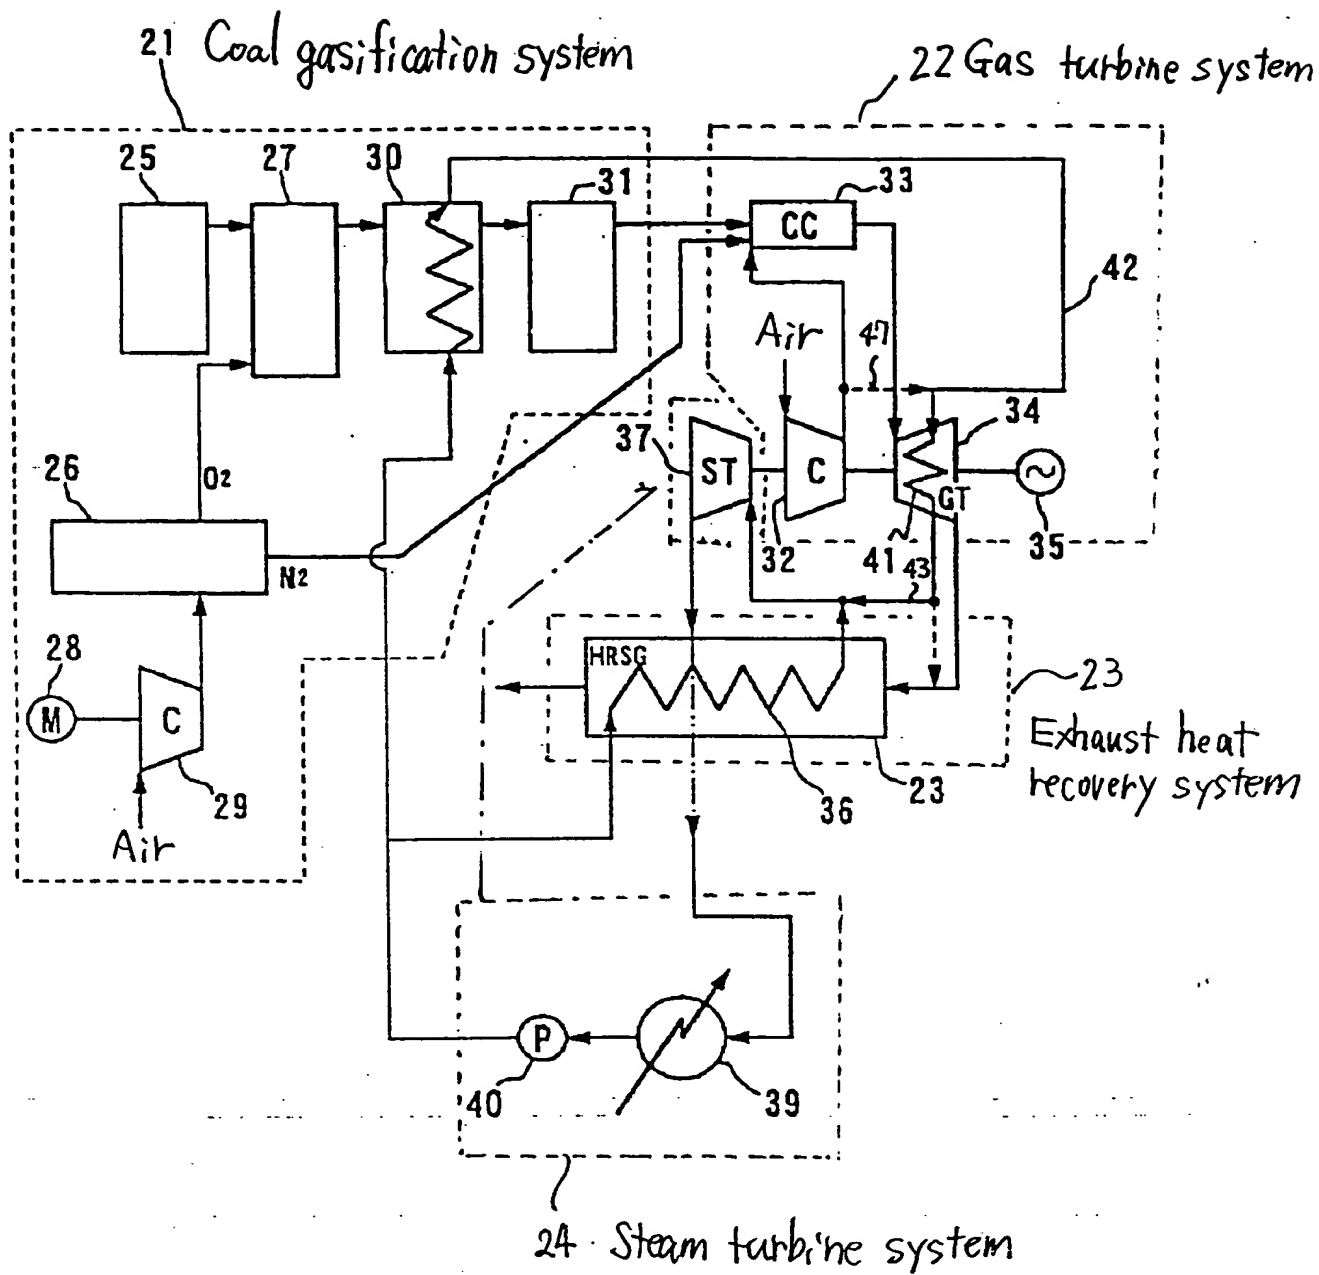 21 Coal gasification system
22 Gas turbine system
25
27
30
31
33
CC
42
Air
47
34
37
ST
C
GT
26
O2
N2
32
41
43
35
28
M
C
29
Air
HRSG
23
Exhaust heat
recovery system
36
23
P
40
39
24. Steam turbine system